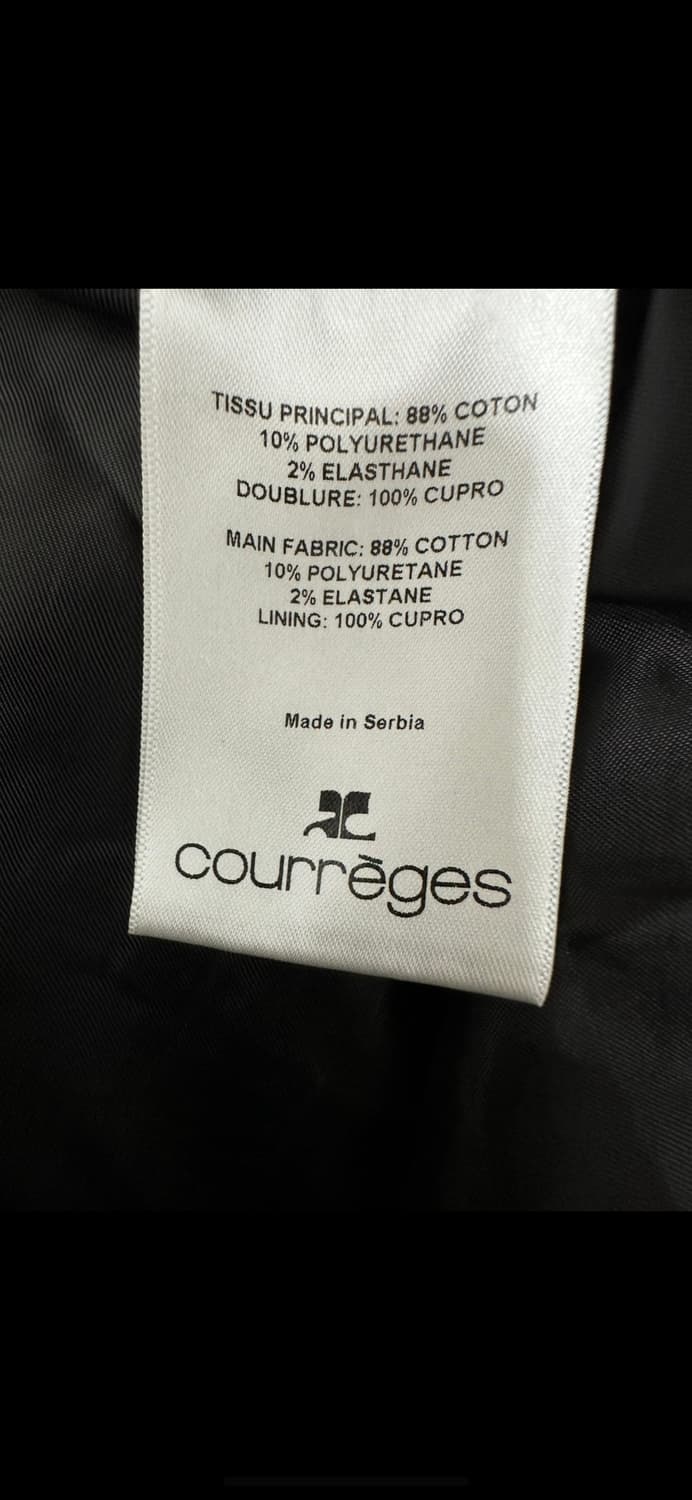 TISSU PRINCIPAL: 88% COTON
10% POLYURETHANE
2% ELASTHANE
DOUBLURE: 100% CUPRO
MAIN FABRIC: 88% COTTON
10% POLYURETANE
2% ELASTANE
LINING: 100% CUPRO
Made in Serbia
courrèges